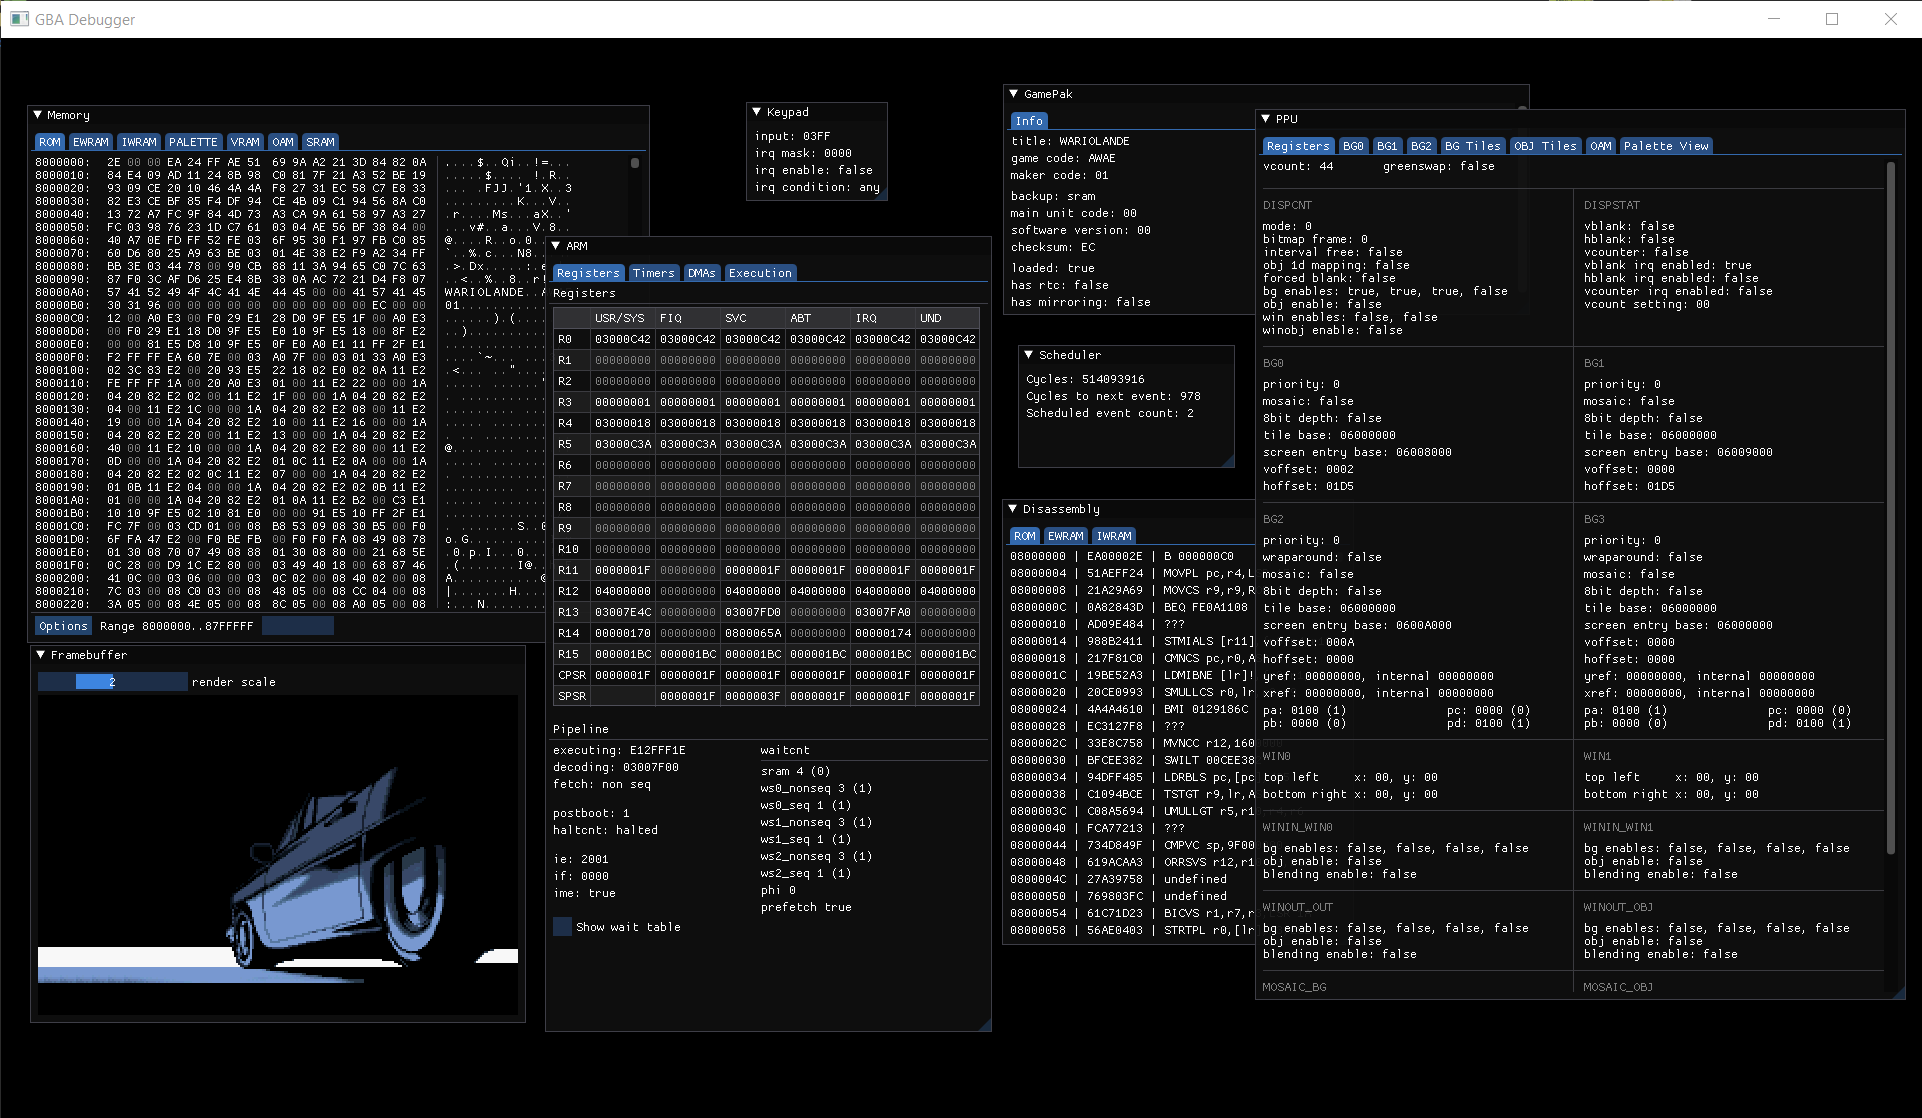 GBA Debugger
Memory
ROM EWRAM IWRAM PALETTE VRAM OAM SRAM
8000000: 2E 00 00 EA 24 FF AE 51 69 9A A2 21 3D 84 82 0A ....$..Qi..!=...
8000010: 84 E4 09 AD 11 24 8B 98 C0 81 7F 21 A3 52 BE 19
8000020: 93 09 CE 20 10 46 4A 4A F8 27 31 EC 58 C7 E8 33
8000030: 82 E3 CE BF 85 F4 DF 94 CE 4B 09 C1 94 56 8A C0
8000040: 13 72 A7 FC 9F 84 4D 73 A3 CA 9A 61 58 97 A3 27
8000050: FC 03 98 76 23 1D C7 61 03 04 AE 56 BF 38 84 00
8000060: 40 A7 0E FD FF 52 FE 03 6F 95 30 F1 97 FB C0 85
8000070: 60 D6 80 25 A9 63 BE 03 01 4E 38 E2 F9 A2 34 FF
8000080: BB 3E 03 44 78 00 90 CB 88 11 3A 94 65 C0 7C 63
8000090: 87 F0 3C AF D6 25 E4 8B 38 0A AC 72 21 D4 F8 07
80000A0: 57 41 52 49 4F 4C 41 4E 44 45 00 00 41 57 41 45 WARIOLANDE..A
80000B0: 30 31 96 00 00 00 00 00 00 00 00 00 00 EC 00 00
80000C0: 12 00 A0 E3 00 F0 29 E1 28 D0 9F E5 1F 00 A0 E3
80000D0: 00 F0 29 E1 18 D0 9F E5 E0 10 9F E5 18 00 8F E2
80000E0: 00 00 81 E5 D8 10 9F E5 0F E0 A0 E1 11 FF 2F E1
80000F0: F2 FF FF EA 60 7E 00 03 A0 7F 00 03 01 33 A0 E3
8000100: 02 3C 83 E2 00 20 93 E5 22 18 02 E0 02 0A 11 E2
8000110: FE FF FF 1A 00 20 A0 E3 01 00 11 E2 22 00 00 1A
8000120: 04 20 82 E2 02 00 11 E2 1F 00 00 1A 04 20 82 E2
8000130: 04 00 11 E2 1C 00 00 1A 04 20 82 E2 08 00 11 E2
8000140: 19 00 00 1A 04 20 82 E2 10 00 11 E2 16 00 00 1A
8000150: 04 20 82 E2 20 00 11 E2 13 00 00 1A 04 20 82 E2
8000160: 40 00 11 E2 10 00 00 1A 04 20 82 E2 80 00 11 E2
8000170: 0D 00 00 1A 04 20 82 E2 01 0C 11 E2 0A 00 00 1A
8000180: 04 20 82 E2 02 0C 11 E2 07 00 00 1A 04 20 82 E2
8000190: 01 0B 11 E2 04 00 00 1A 04 20 82 E2 02 0B 11 E2
80001A0: 01 00 00 1A 04 20 82 E2 01 0A 11 E2 B2 00 C3 E1
80001B0: 10 10 9F E5 02 10 81 E0 00 00 91 E5 10 FF 2F E1
80001C0: FC 7F 00 03 CD 01 00 08 B8 53 09 08 30 B5 00 F0
80001D0: 6F FA 47 E2 00 F0 BE FB 00 F0 F0 FA 08 49 08 78
80001E0: 01 30 08 70 07 49 08 88 01 30 08 80 00 21 68 5E
80001F0: 0C 28 00 D9 1C E2 80 00 03 49 40 18 00 68 87 46
8000200: 41 0C 00 03 06 00 00 03 0C 02 00 08 40 02 00 08
8000210: 7C 03 00 08 C0 03 00 08 48 05 00 08 CC 04 00 08
8000220: 3A 05 00 08 4E 05 00 08 8C 05 00 08 A0 05 00 08
Options Range 8000000..87FFFFF
Framebuffer
2 render scale
Keypad
input: 03FF
irq mask: 0000
irq enable: false
irq condition: any
ARM
Registers Timers DMAs Execution
Registers
USR/SYS FIQ SVC ABT IRQ UND
R0 03000C42 03000C42 03000C42 03000C42 03000C42 03000C42
R1 00000000 00000000 00000000 00000000 00000000 00000000
R2 00000000 00000000 00000000 00000000 00000000 00000000
R3 00000001 00000001 00000001 00000001 00000001 00000001
R4 03000018 03000018 03000018 03000018 03000018 03000018
R5 03000C3A 03000C3A 03000C3A 03000C3A 03000C3A 03000C3A
R6 00000000 00000000 00000000 00000000 00000000 00000000
R7 00000000 00000000 00000000 00000000 00000000 00000000
R8 00000000 00000000 00000000 00000000 00000000 00000000
R9 00000000 00000000 00000000 00000000 00000000 00000000
R10 00000000 00000000 00000000 00000000 00000000 00000000
R11 0000001F 00000000 0000001F 0000001F 0000001F 0000001F
R12 04000000 00000000 04000000 04000000 04000000 04000000
R13 03007E4C 00000000 03007FD0 00000000 03007FA0 00000000
R14 00000170 00000000 0800065A 00000000 00000174 00000000
R15 000001BC 000001BC 000001BC 000001BC 000001BC 000001BC
CPSR 0000001F 0000001F 0000001F 0000001F 0000001F 0000001F
SPSR 0000001F 0000003F 0000001F 0000001F 0000001F
Pipeline
executing: E12FFF1E
decoding: 03007F00
fetch: non seq
postboot: 1
haltcnt: halted
ie: 2001
if: 0000
ime: true
Show wait table
waitcnt
sram 4 (0)
ws0_nonseq 3 (1)
ws0_seq 1 (1)
ws1_nonseq 3 (1)
ws1_seq 1 (1)
ws2_nonseq 3 (1)
ws2_seq 1 (1)
phi 0
prefetch true
GamePak
Info
title: WARIOLANDE
game code: AWAE
maker code: 01
backup: sram
main unit code: 00
software version: 00
checksum: EC
loaded: true
has rtc: false
has mirroring: false
Scheduler
Cycles: 514093916
Cycles to next event: 978
Scheduled event count: 2
Disassembly
ROM EWRAM IWRAM
08000000 | EA00002E | B 000000C0
08000004 | 51AEFF24 | MOVPL pc,r4,L
08000008 | 21A29A69 | MOVCS r9,r9,R
0800000C | 0A82843D | BEQ FE0A1108
08000010 | AD09E484 | ???
08000014 | 988B2411 | STMIALS [r11]
08000018 | 217F81C0 | CMNCS pc,r0,A
0800001C | 19BE52A3 | LDMIBNE [lr]!
08000020 | 20CE0993 | SMULLCS r0,lr
08000024 | 4A4A4610 | BMI 0129186C
08000028 | EC3127F8 | ???
0800002C | 33E8C758 | MVNCC r12,160
08000030 | BFCEE382 | SWILT 00CEE38
08000034 | 94DFF485 | LDRBLS pc,[pc
08000038 | C1094BCE | TSTGT r9,lr,A
0800003C | C08A5694 | UMULLGT r5,r1
08000040 | FCA77213 | ???
08000044 | 734D849F | CMPVC sp,9F00
08000048 | 619ACAA3 | ORRSVS r12,r1
0800004C | 27A39758 | undefined
08000050 | 769803FC | undefined
08000054 | 61C71D23 | BICVS r1,r7,r
08000058 | 56AE0403 | STRTPL r0,[lr
PPU
Registers BG0 BG1 BG2 BG Tiles OBJ Tiles OAM Palette View
vcount: 44 greenswap: false
DISPCNT
mode: 0
bitmap frame: 0
interval free: false
obj 1d mapping: false
forced blank: false
bg enables: true, true, true, false
obj enable: false
win enables: false, false
winobj enable: false
DISPSTAT
vblank: false
hblank: false
vcounter: false
vblank irq enabled: true
hblank irq enabled: false
vcounter irq enabled: false
vcount setting: 00
BG0
priority: 0
mosaic: false
8bit depth: false
tile base: 06000000
screen entry base: 06008000
voffset: 0002
hoffset: 01D5
BG1
priority: 0
mosaic: false
8bit depth: false
tile base: 06000000
screen entry base: 06009000
voffset: 0000
hoffset: 01D5
BG2
priority: 0
wraparound: false
mosaic: false
8bit depth: false
tile base: 06000000
screen entry base: 0600A000
voffset: 000A
hoffset: 0000
yref: 00000000, internal 00000000
xref: 00000000, internal 00000000
pa: 0100 (1) pc: 0000 (0)
pb: 0000 (0) pd: 0100 (1)
BG3
priority: 0
wraparound: false
mosaic: false
8bit depth: false
tile base: 06000000
screen entry base: 06000000
voffset: 0000
hoffset: 0000
yref: 00000000, internal 00000000
xref: 00000000, internal 00000000
pa: 0100 (1) pc: 0000 (0)
pb: 0000 (0) pd: 0100 (1)
WIN0
top left x: 00, y: 00
bottom right x: 00, y: 00
WIN1
top left x: 00, y: 00
bottom right x: 00, y: 00
WININ_WIN0
bg enables: false, false, false, false
obj enable: false
blending enable: false
WININ_WIN1
bg enables: false, false, false, false
obj enable: false
blending enable: false
WINOUT_OUT
bg enables: false, false, false, false
obj enable: false
blending enable: false
WINOUT_OBJ
bg enables: false, false, false, false
obj enable: false
blending enable: false
MOSAIC_BG
MOSAIC_OBJ